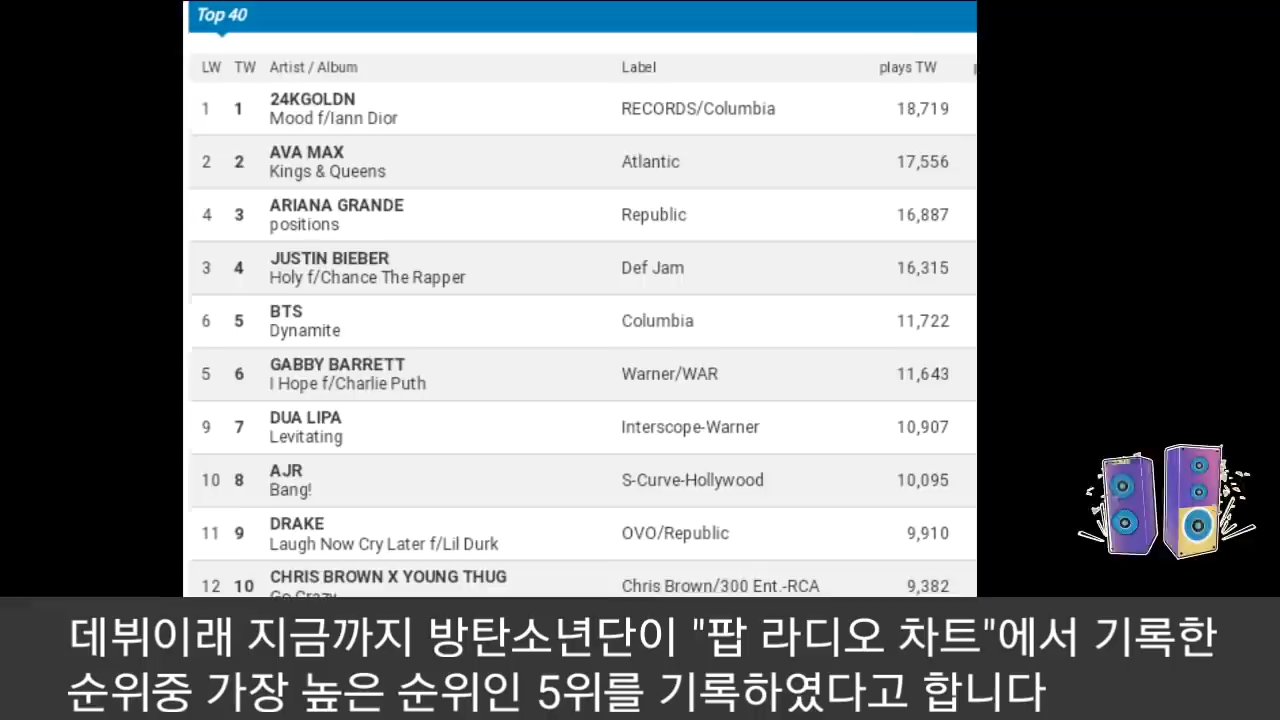 Top 40
LW TW Artist / Album Label plays TW
1 1 24KGOLDN RECORDS/Columbia 18,719
Mood f/Iann Dior
2 2 AVA MAX Atlantic 17,556
Kings & Queens
4 3 ARIANA GRANDE Republic 16,887
positions
3 4 JUSTIN BIEBER Def Jam 16,315
Holy f/Chance The Rapper
6 5 BTS Columbia 11,722
Dynamite
5 6 GABBY BARRETT Warner/WAR 11,643
I Hope f/Charlie Puth
9 7 DUA LIPA Interscope-Warner 10,907
Levitating
10 8 AJR S-Curve-Hollywood 10,095
Bang!
11 9 DRAKE OVO/Republic 9,910
Laugh Now Cry Later f/Lil Durk
12 10 CHRIS BROWN X YOUNG THUG Chris Brown/300 Ent.-RCA 9,382
Go Crazy
데뷔이래 지금까지 방탄소년단이 "팝 라디오 차트"에서 기록한
순위중 가장 높은 순위인 5위를 기록하였다고 합니다